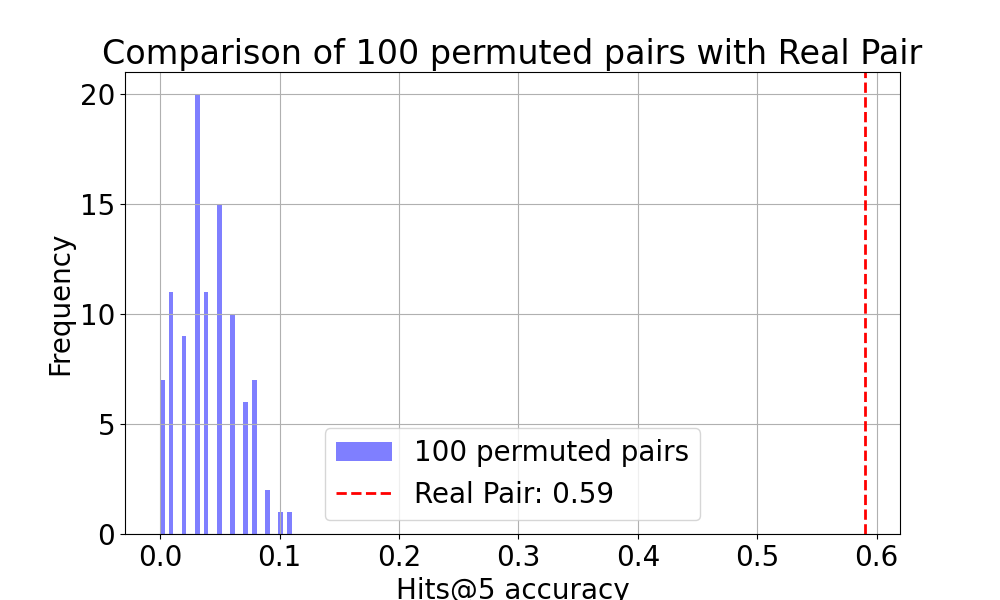 Comparison of 100 permuted pairs with Real Pair
20
15
10
5
0
Frequency
100 permuted pairs
Real Pair: 0.59
0.0 0.1 0.2 0.3 0.4 0.5 0.6
Hits@5 accuracy